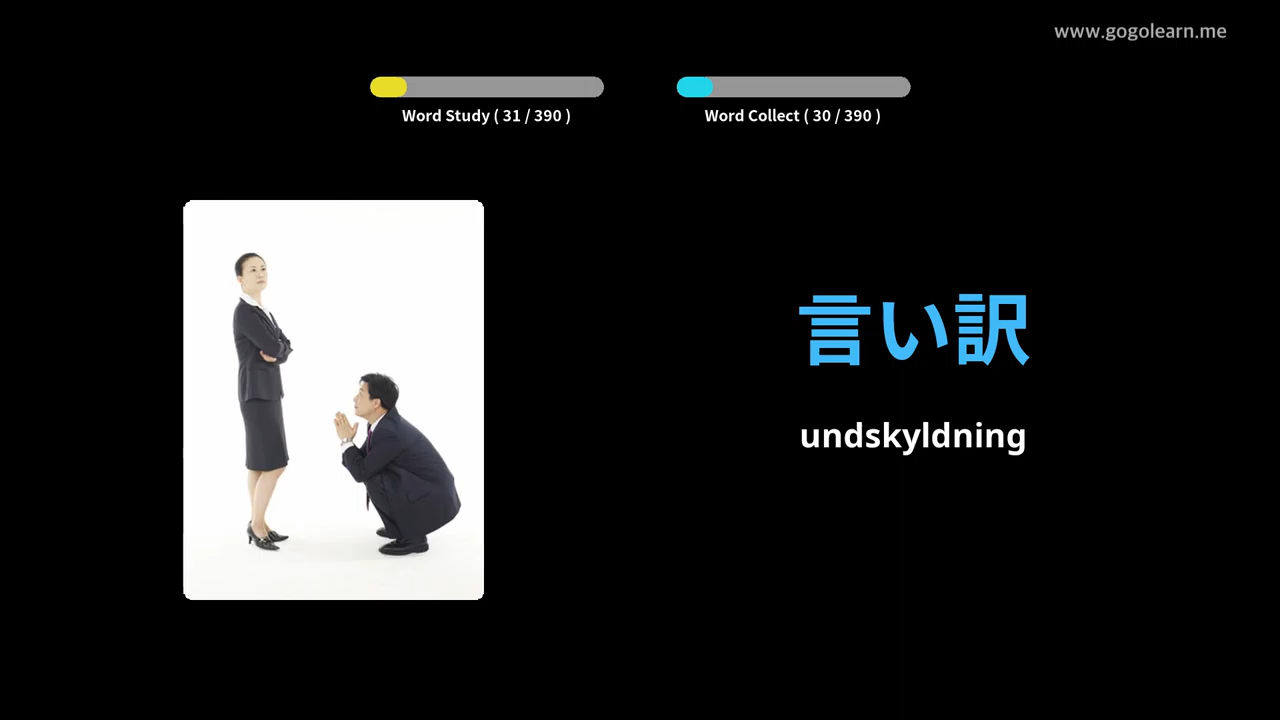 www.gogolearn.me
Word Study ( 31 / 390 )
Word Collect ( 30 / 390 )
言い訳
undskyldning